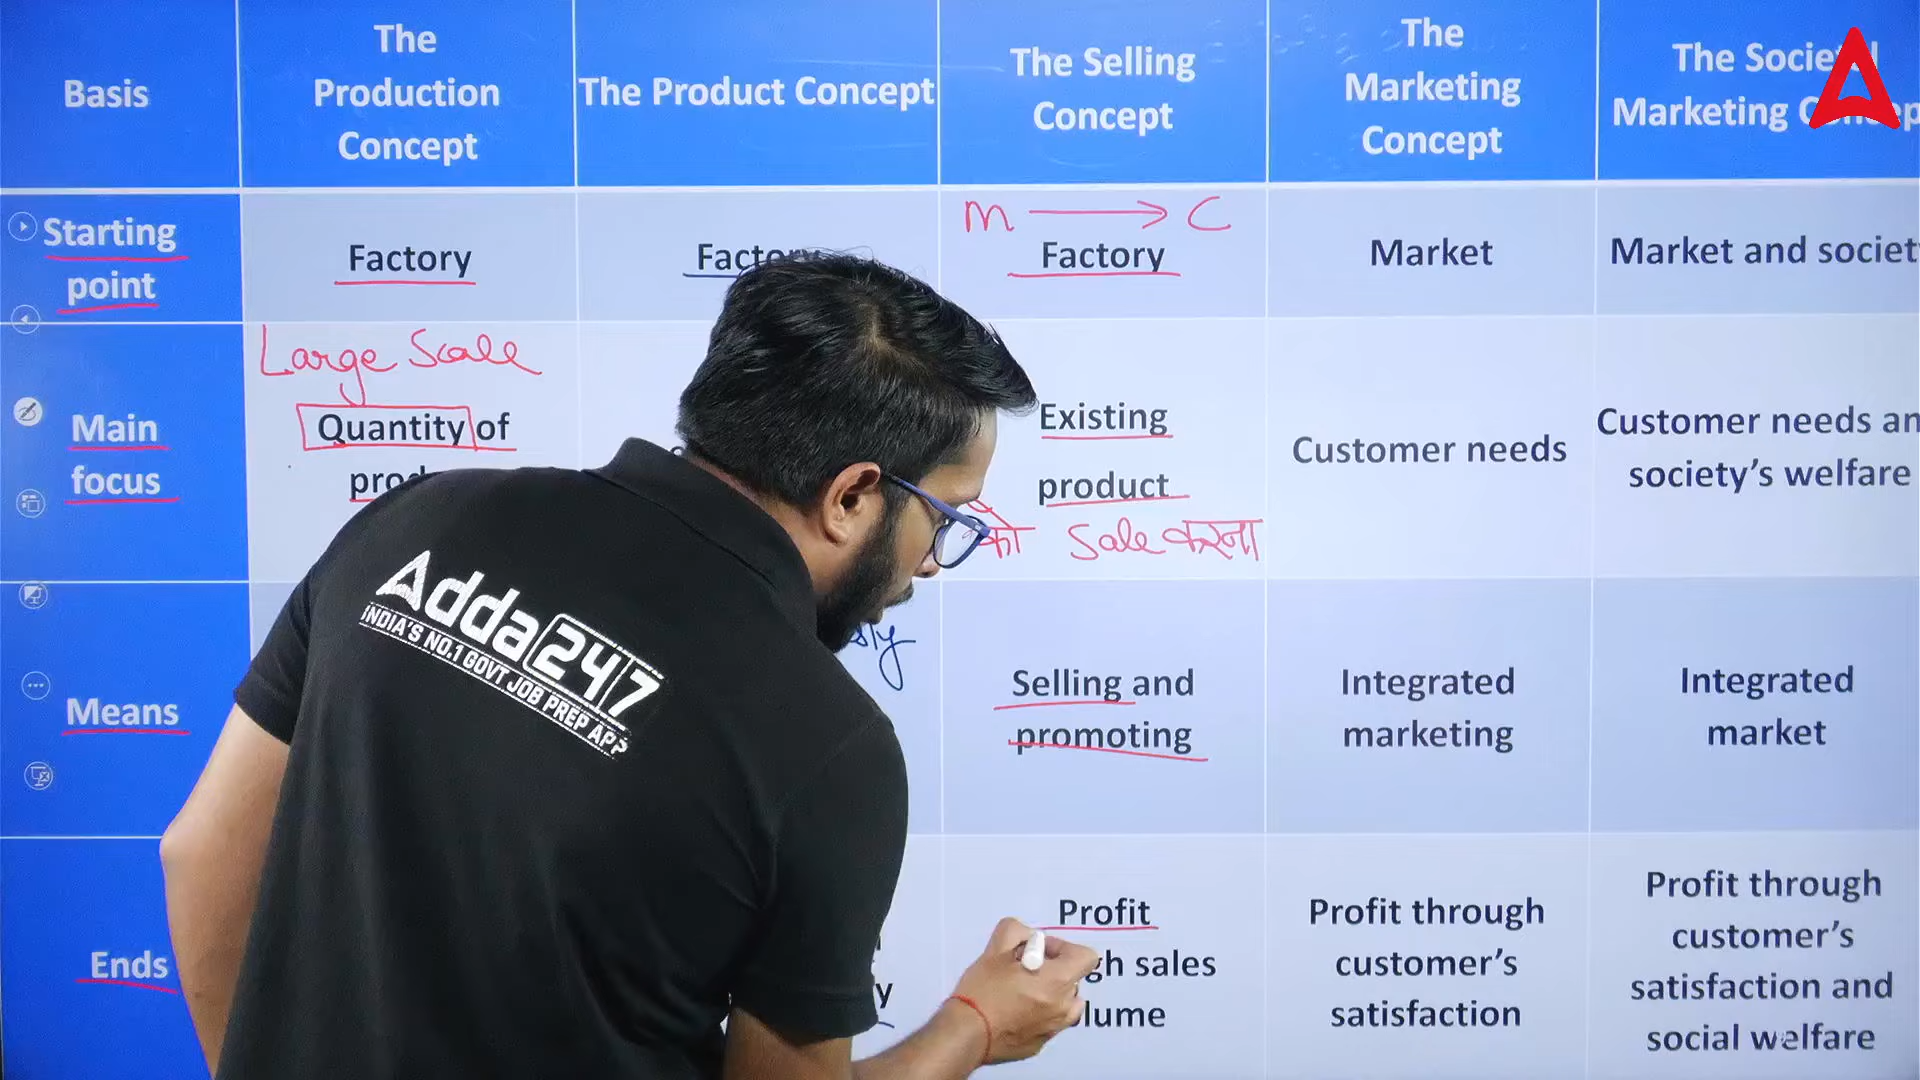 Basis
The
Production
Concept
The Product Concept
The Selling
Concept
The
Marketing
Concept
The
Marketing
Starting
point
Factory
Factory
M → C
Factory
Market
Market and
Main
focus
Large Scale
Quantity of
Existing
product
को Sale करना
Customer needs
Customer needs
society's welfare
Means
Selling and
promoting
Integrated
marketing
Integrated
market
Ends
Profit
sales
Profit through
customer's
satisfaction
Profit through
customer's
satisfaction and
social welfare
Adda247
INDIA'S NO.1 GOVT JOB PREP APP